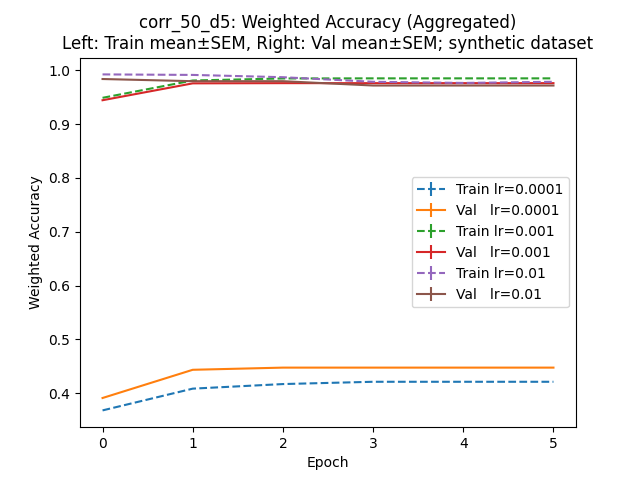 corr_50_d5: Weighted Accuracy (Aggregated)
Left: Train mean±SEM, Right: Val mean±SEM; synthetic dataset
1.0
0.9
0.8
0.7
0.6
0.5
0.4
Weighted Accuracy
Train lr=0.0001
Val lr=0.0001
Train lr=0.001
Val lr=0.001
Train lr=0.01
Val lr=0.01
0 1 2 3 4 5
Epoch